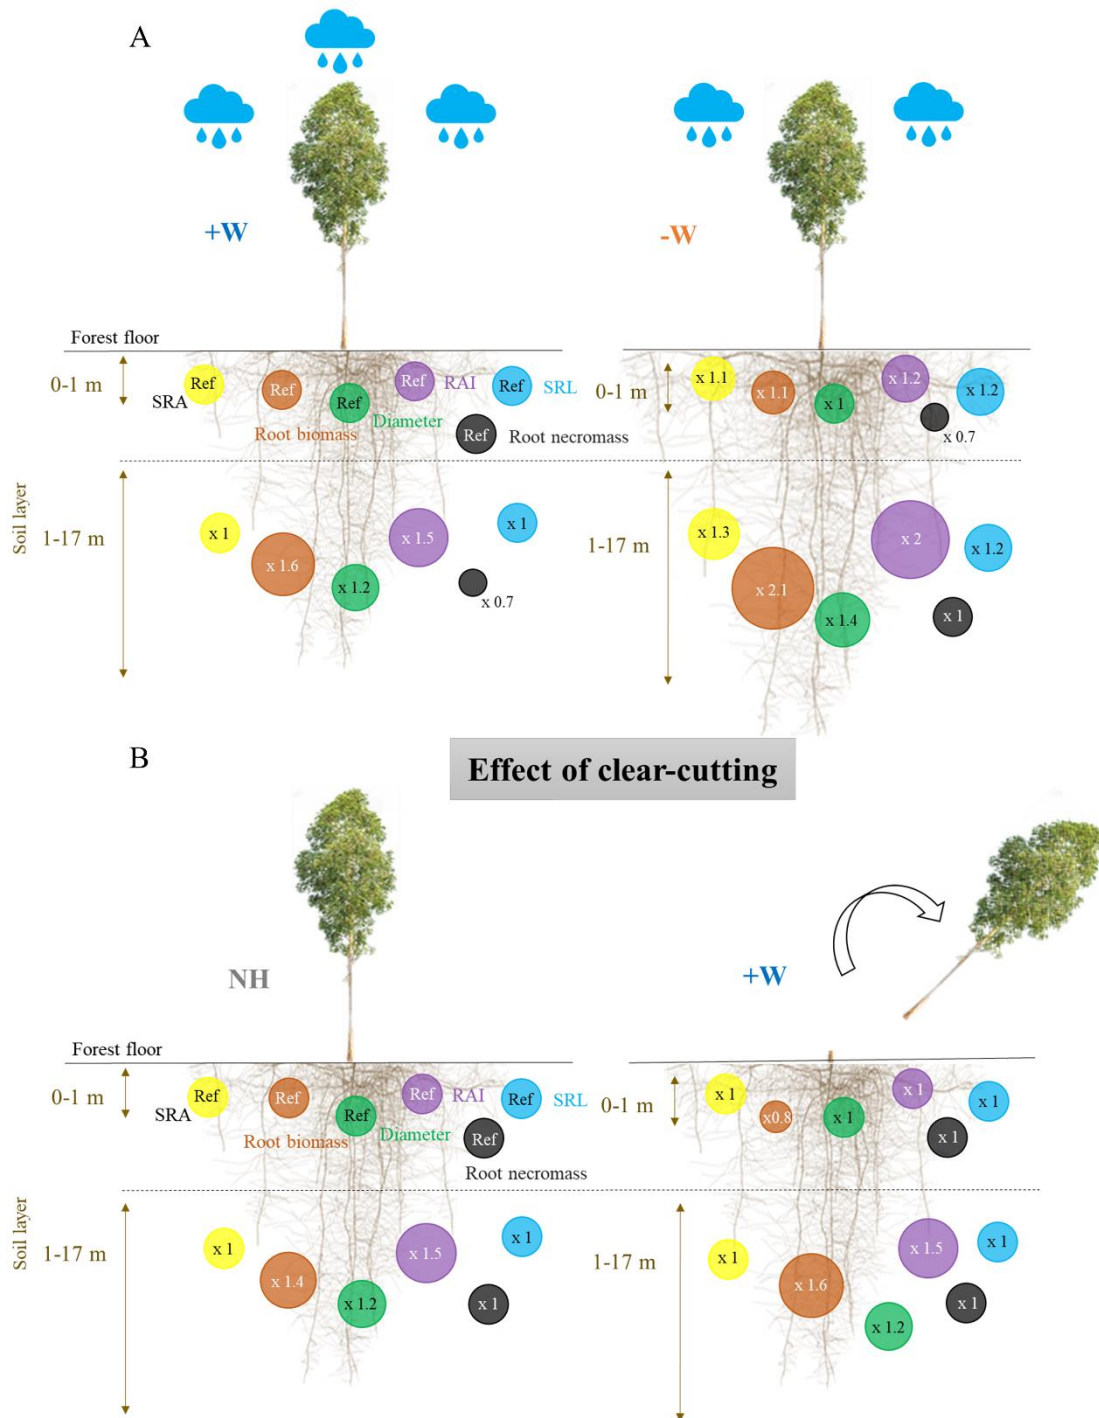 A
+W
-W
Forest floor
0-1 m
Ref
Ref
Ref
Ref
Ref
Ref
SRA
Root biomass
Diameter
RAI
SRL
Root necromass
0-1 m
x 1.1
x 1.1
x 1
x 1.2
x 1.2
x 0.7
Soil layer
1-17 m
x 1
x 1.6
x 1.2
x 1.5
x 1
x 0.7
1-17 m
x 1.3
x 2.1
x 1.4
x 2
x 1.2
x 1
B
Effect of clear-cutting
NH
+W
Forest floor
0-1 m
Ref
Ref
Ref
Ref
Ref
Ref
SRA
Root biomass
Diameter
RAI
SRL
Root necromass
0-1 m
x 1
x0.8
x 1
x 1
x 1
x 1
Soil layer
1-17 m
x 1
x 1.4
x 1.2
x 1.5
x 1
x 1
1-17 m
x 1
x 1.6
x 1.2
x 1.5
x 1
x 1